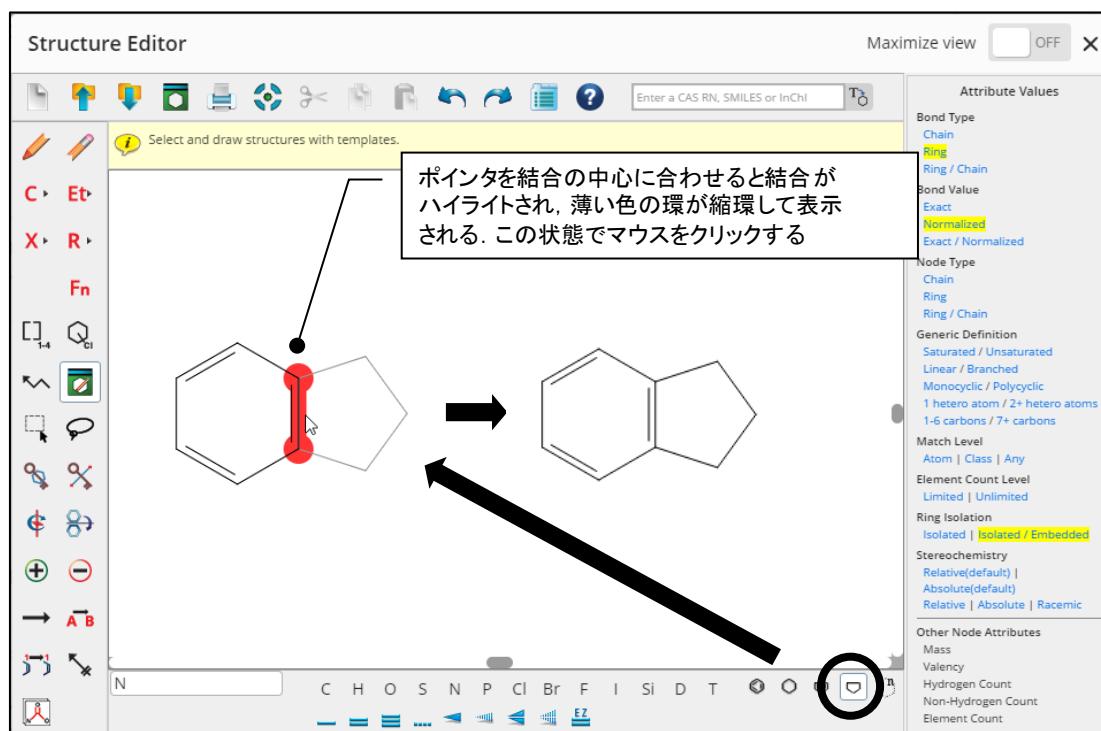 Structure Editor
Maximize view OFF
Enter a CAS RN, SMILES or InChI
Select and draw structures with templates.
C Et
X R
Fn
1-4 Cl
A B
ポインタを結合の中心に合わせると結合が
ハイライトされ，薄い色の環が縮環して表示
される．この状態でマウスをクリックする
N
C H O S N P Cl Br F I Si D T
n
EZ
Attribute Values
Bond Type
Chain
Ring
Ring / Chain
Bond Value
Exact
Normalized
Exact / Normalized
Node Type
Chain
Ring
Ring / Chain
Generic Definition
Saturated / Unsaturated
Linear / Branched
Monocyclic / Polycyclic
1 hetero atom / 2+ hetero atoms
1-6 carbons / 7+ carbons
Match Level
Atom | Class | Any
Element Count Level
Limited | Unlimited
Ring Isolation
Isolated | Isolated / Embedded
Stereochemistry
Relative(default) |
Absolute(default)
Relative | Absolute | Racemic
Other Node Attributes
Mass
Valency
Hydrogen Count
Non-Hydrogen Count
Element Count